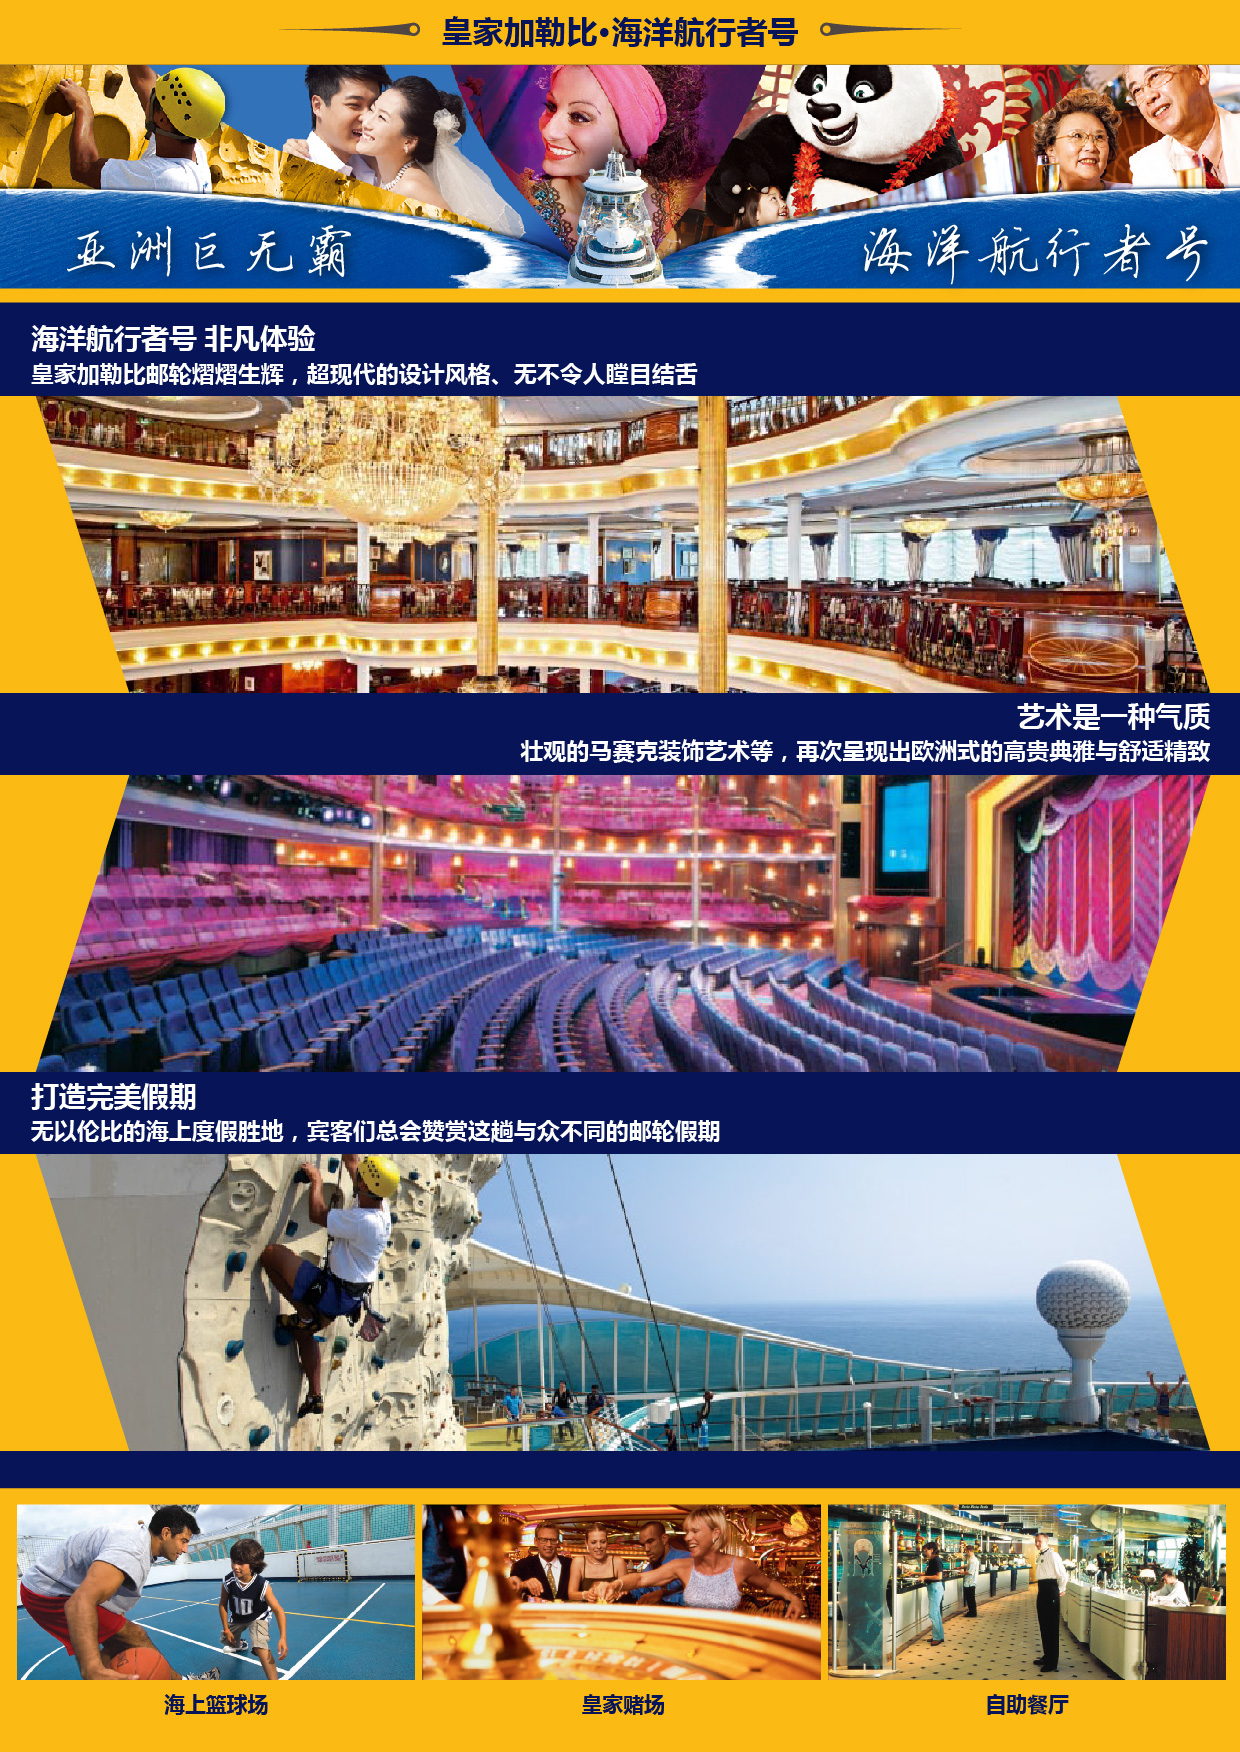 皇家加勒比·海洋航行者号
亚洲巨无霸
海洋航行者号
海洋航行者号 非凡体验
皇家加勒比邮轮熠熠生辉，超现代的设计风格、无不令人瞠目结舌
艺术是一种气质
壮观的马赛克装饰艺术等，再次呈现出欧洲式的高贵典雅与舒适精致
打造完美假期
无以伦比的海上度假胜地，宾客们总会赞赏这趟与众不同的邮轮假期
10
海上篮球场
皇家赌场
自助餐厅